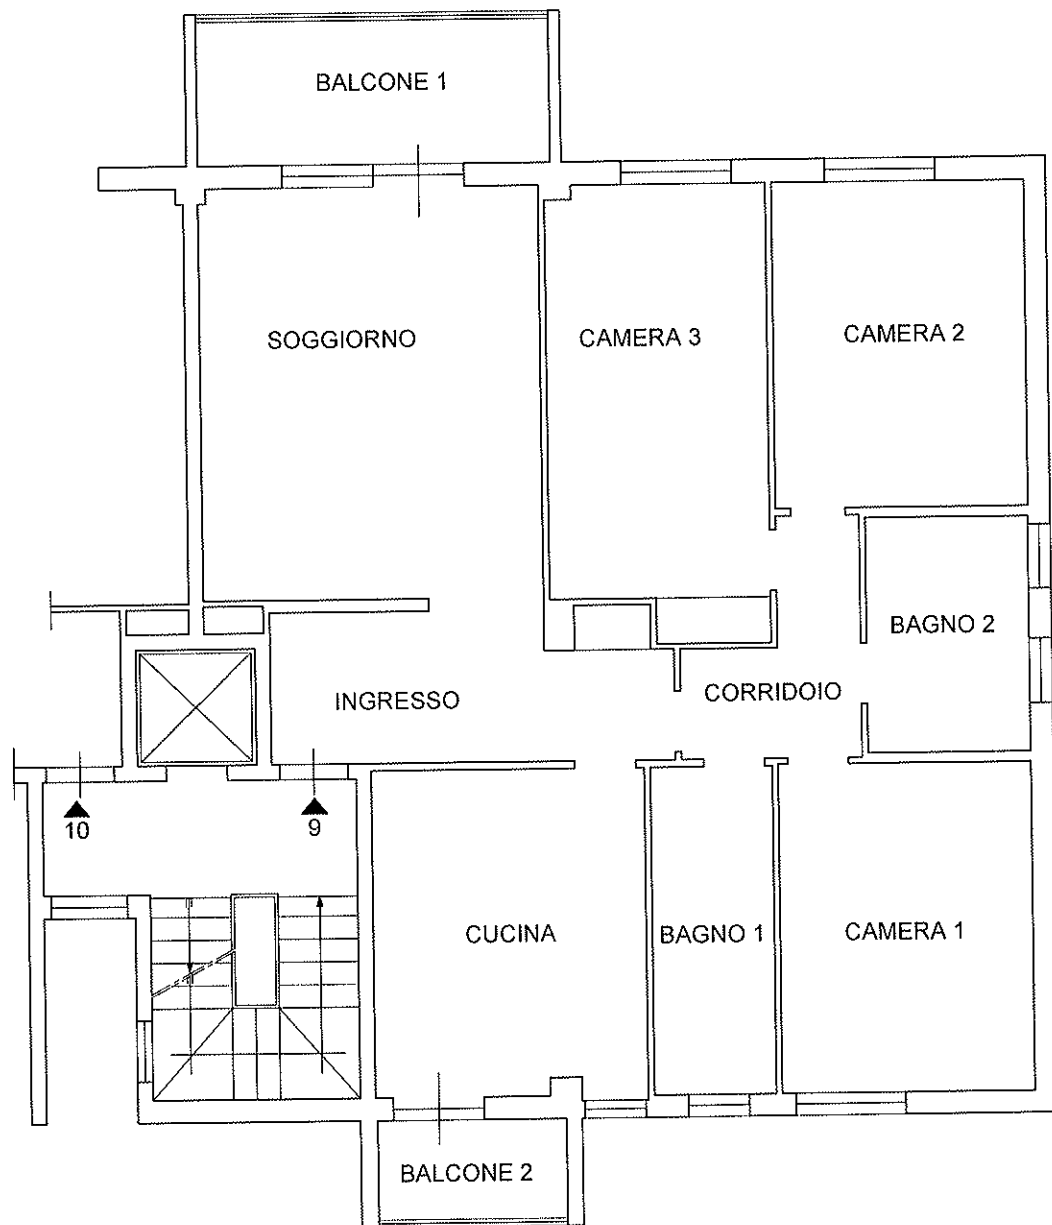 BALCONE 1
SOGGIORNO
CAMERA 3
CAMERA 2
BAGNO 2
INGRESSO
CORRIDOIO
10
9
CUCINA
BAGNO 1
CAMERA 1
BALCONE 2